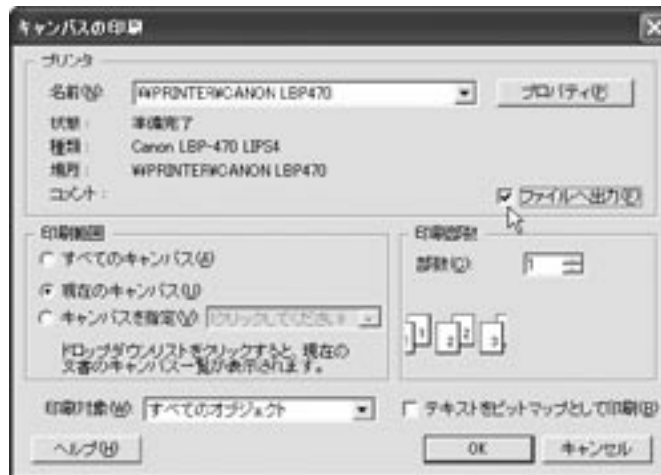 キャンバスの印刷
プリンタ
名前(N): ¥¥PRINTER¥CANON LBP470 プロパティ(P)
状態: 準備完了
種類: Canon LBP-470 LIPS4
場所: ¥¥PRINTER¥CANON LBP470
コメント: ファイルへ出力(E)
印刷範囲
すべてのキャンバス(A)
現在のキャンバス(U)
キャンバスを指定(V) クリックしてください
ドロップダウンリストをクリックすると、現在の
文書のキャンバス一覧が表示されます。
印刷部数
部数(C): 1
1 1 2 2 3
印刷対象(W): すべてのオブジェクト
テキストをビットマップとして印刷(B)
ヘルプ(H) OK キャンセル